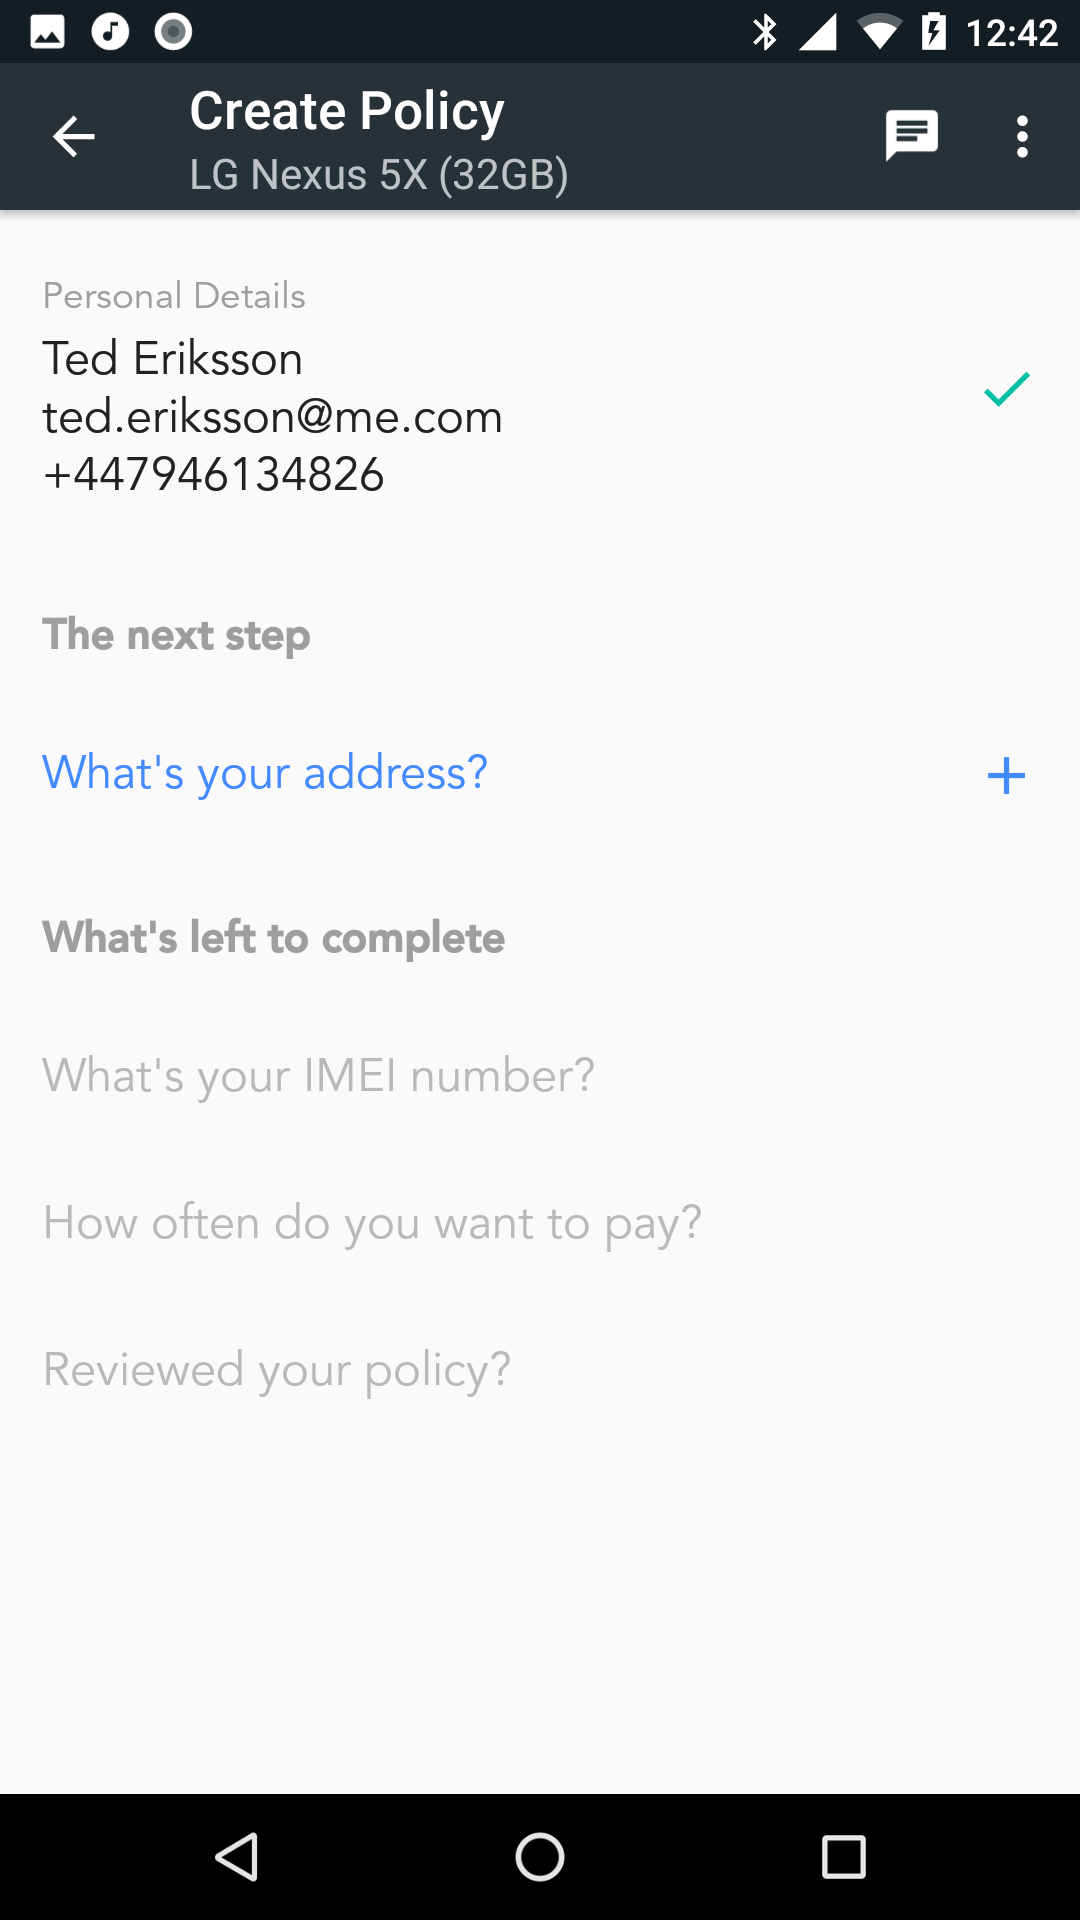 12:42
Create Policy
LG Nexus 5X (32GB)
Personal Details
Ted Eriksson
ted.eriksson@me.com
+447946134826
The next step
What's your address?
What's left to complete
What's your IMEI number?
How often do you want to pay?
Reviewed your policy?